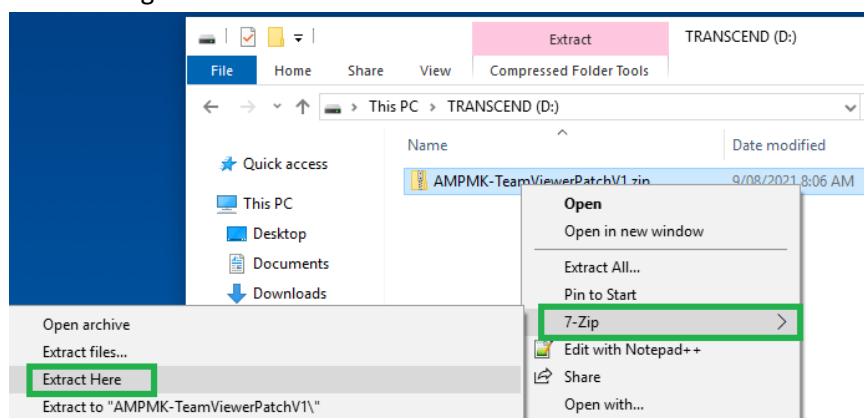 Extract
TRANSCEND (D:)
File
Home
Share
View
Compressed Folder Tools
This PC > TRANSCEND (D:)
Name
Date modified
Quick access
AMPMK-TeamViewerPatchV1.zip
9/08/2021 8:06 AM
This PC
Open
Desktop
Open in new window
Documents
Extract All...
Downloads
Pin to Start
Open archive
7-Zip
Extract files...
Edit with Notepad++
Extract Here
Share
Extract to "AMPMK-TeamViewerPatchV1\"
Open with...